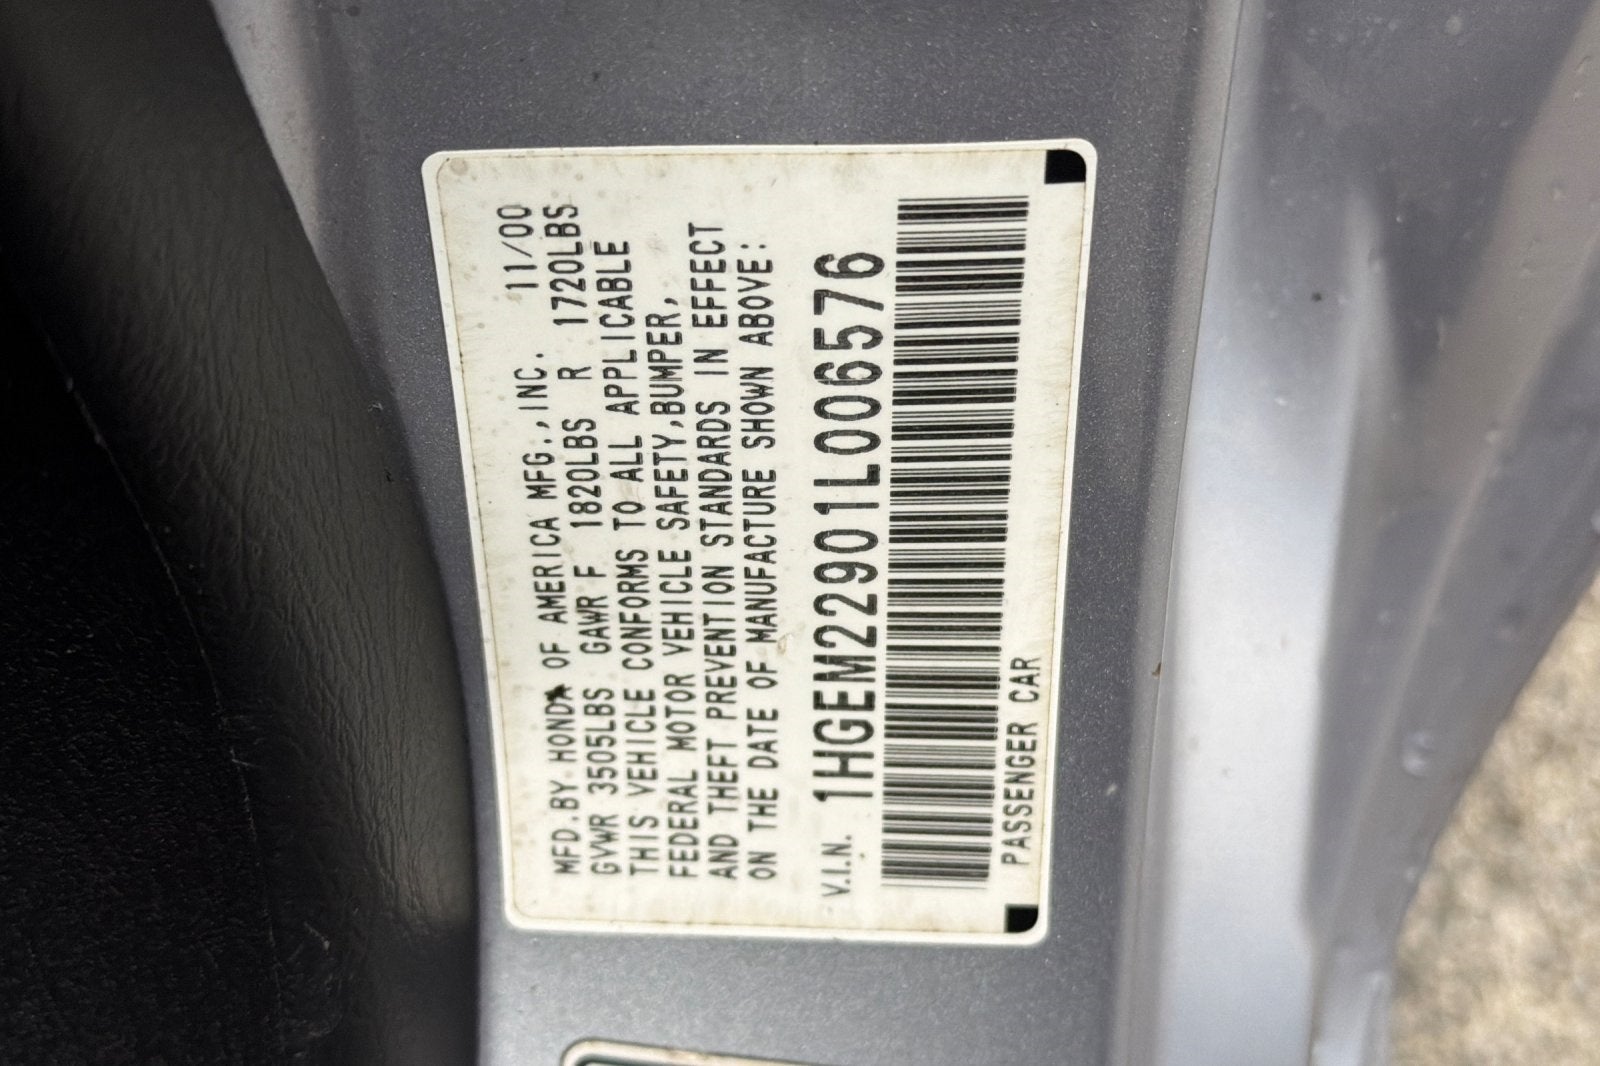 MFD.BY HONDA OF AMERICA MFG.,INC. 11/00
GVWR 3505LBS GAWR F 1820LBS R 1720LBS
THIS VEHICLE CONFORMS TO ALL APPLICABLE
FEDERAL MOTOR VEHICLE SAFETY,BUMPER,
AND THEFT PREVENTION STANDARDS IN EFFECT
ON THE DATE OF MANUFACTURE SHOWN ABOVE:
V.I.N. 1HGEM22901L006576
PASSENGER CAR